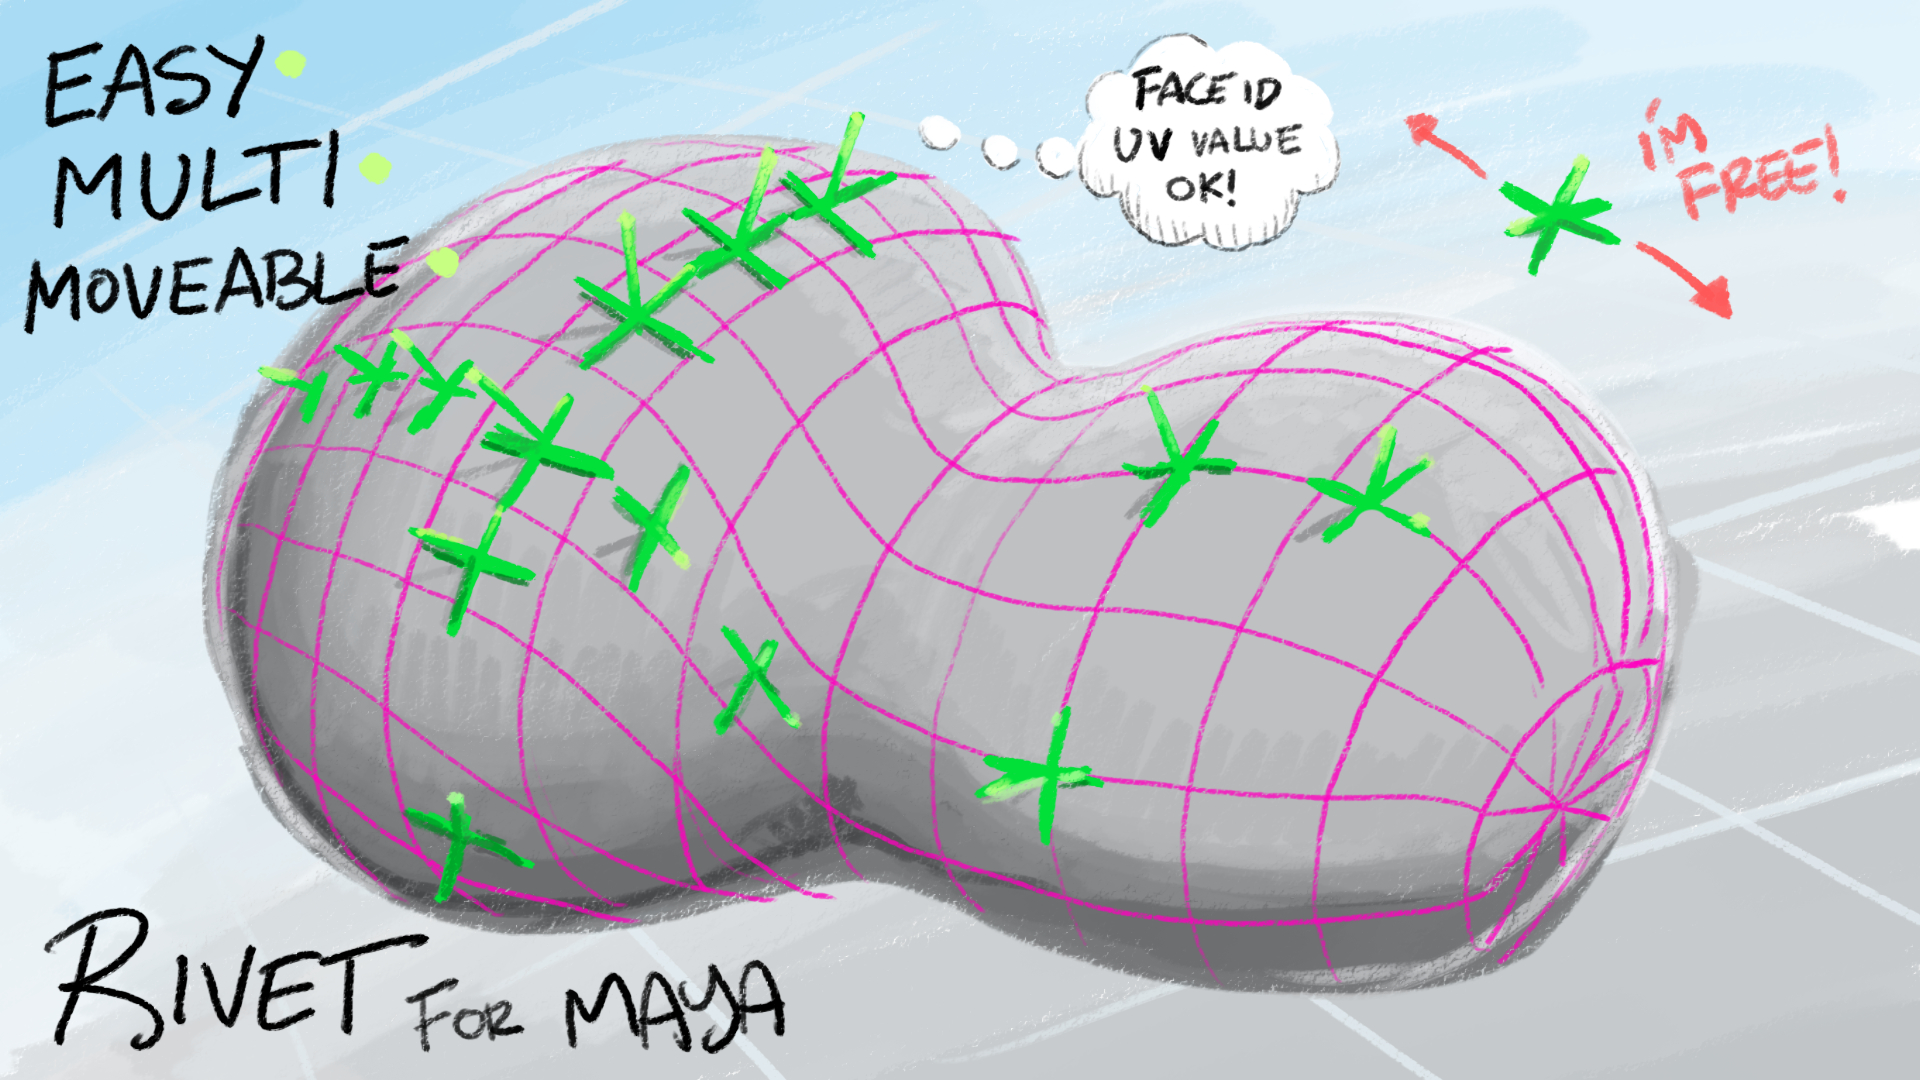 EASY
MULTI
MOVEABLE
FACE ID
UV VALUE
OK!
I'M
FREE!
RIVET FOR MAYA